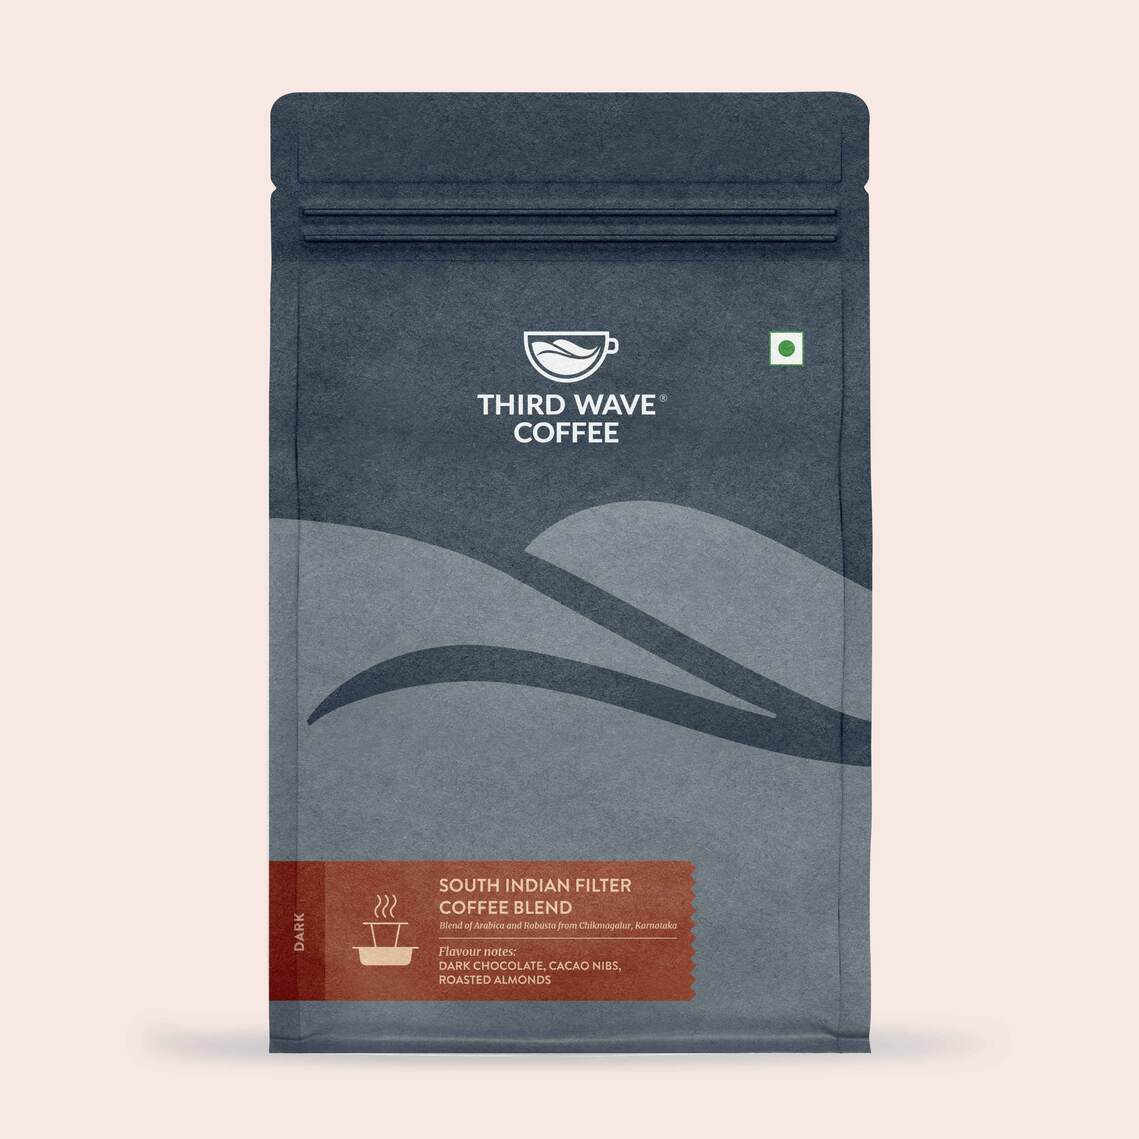 THIRD WAVE®
COFFEE
DARK
SOUTH INDIAN FILTER
COFFEE BLEND
Blend of Arabica and Robusta from Chikmagalur, Karnataka
Flavour notes:
DARK CHOCOLATE, CACAO NIBS,
ROASTED ALMONDS